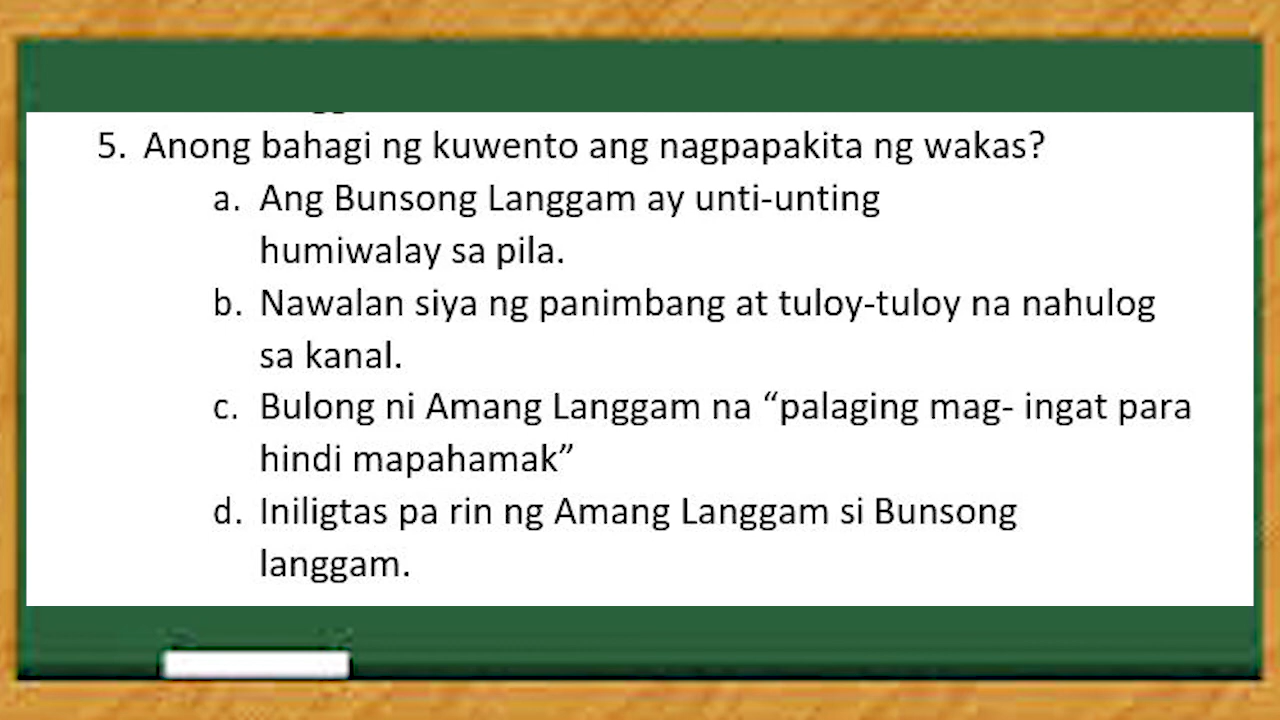 5. Anong bahagi ng kuwento ang nagpapakita ng wakas?
a. Ang Bunsong Langgam ay unti-unting
humiwalay sa pila.
b. Nawalan siya ng panimbang at tuloy-tuloy na nahulog
sa kanal.
c. Bulong ni Amang Langgam na “palaging mag- ingat para
hindi mapahamak”
d. Iniligtas pa rin ng Amang Langgam si Bunsong
langgam.